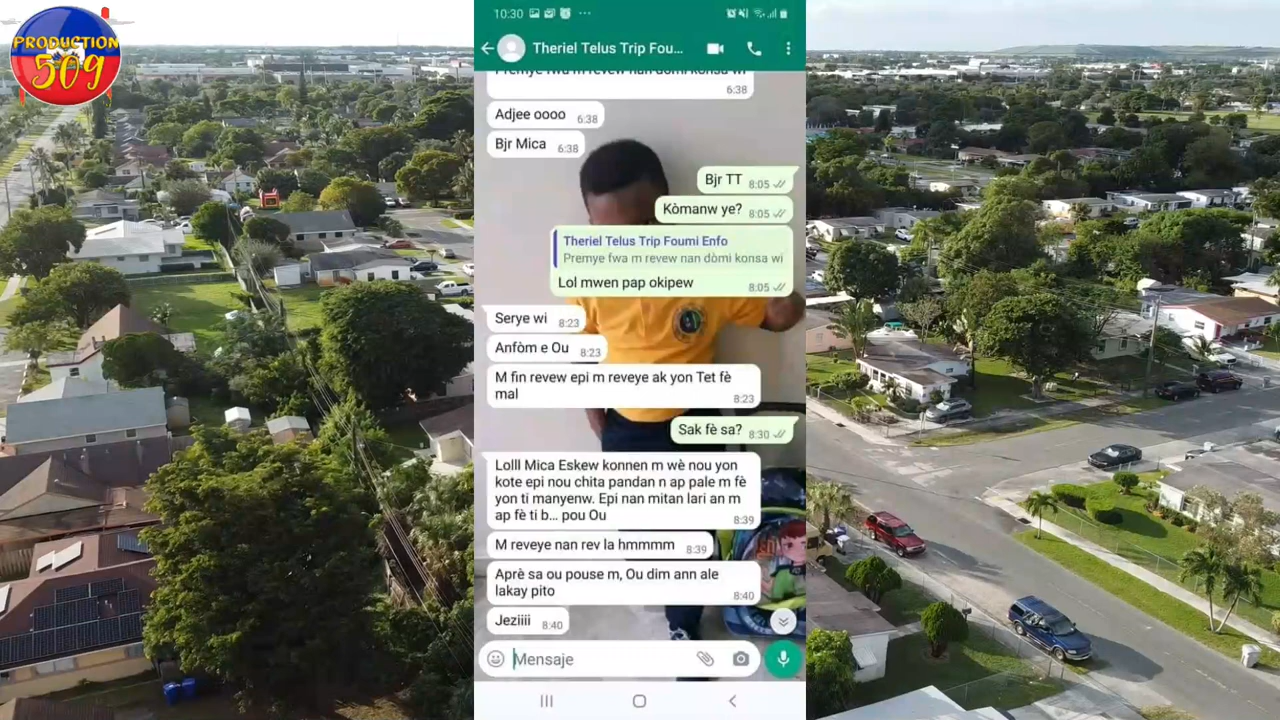 PRODUCTION
509
10:30
Theriel Telus Trip Fou...
Premye fwa m revew nan dòmi konsa wi
6:38
Adjee oooo 6:38
Bjr Mica 6:38
Bjr TT 8:05
Kòmanw ye? 8:05
Theriel Telus Trip Foumi Enfo
Premye fwa m revew nan dòmi konsa wi
Lol mwen pap okipew 8:05
Serye wi 8:23
Anfòm e Ou 8:23
M fin revew epi m reveye ak yon Tet fè
mal 8:23
Sak fè sa? 8:30
Lolll Mica Eskew konnen m wè nou yon
kote epi nou chita pandan n ap pale m fè
yon ti manyenw. Epi nan mitan lari an m
ap fè ti b... pou Ou 8:39
M reveye nan rev la hmmmm 8:39
Aprè sa ou pouse m, Ou dim ann ale
lakay pito 8:40
Jeziiii 8:40
Mensaje